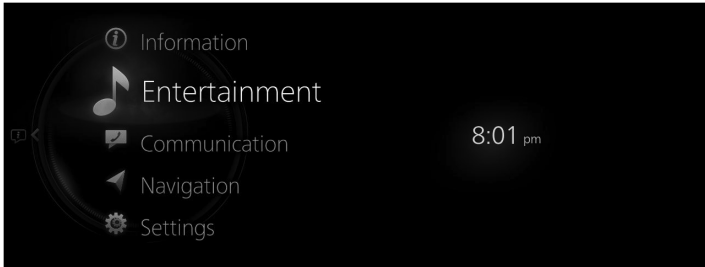 Information
Entertainment
Communication
8:01 pm
Navigation
Settings